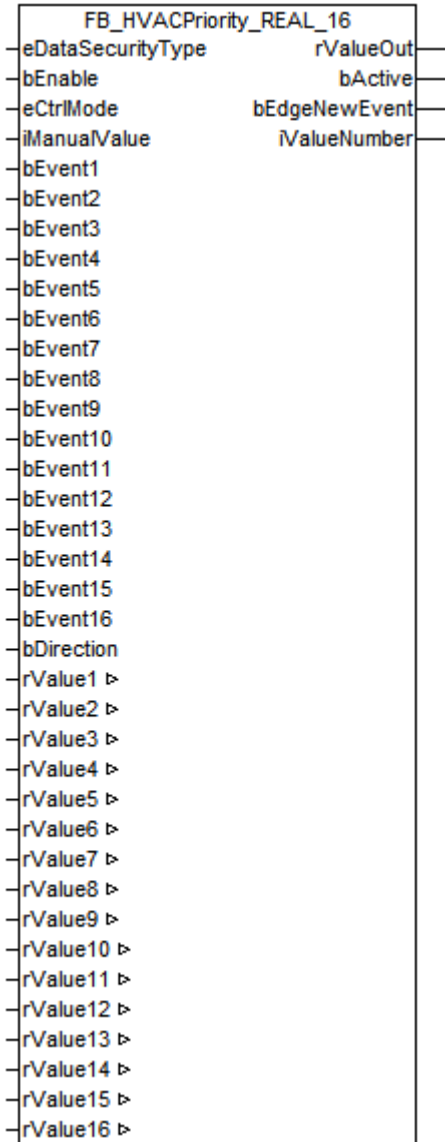 FB_HVACPriority_REAL_16
eDataSecurityType rValueOut
bEnable bActive
eCtrlMode bEdgeNewEvent
iManualValue iValueNumber
bEvent1
bEvent2
bEvent3
bEvent4
bEvent5
bEvent6
bEvent7
bEvent8
bEvent9
bEvent10
bEvent11
bEvent12
bEvent13
bEvent14
bEvent15
bEvent16
bDirection
rValue1 ▹
rValue2 ▹
rValue3 ▹
rValue4 ▹
rValue5 ▹
rValue6 ▹
rValue7 ▹
rValue8 ▹
rValue9 ▹
rValue10 ▹
rValue11 ▹
rValue12 ▹
rValue13 ▹
rValue14 ▹
rValue15 ▹
rValue16 ▹